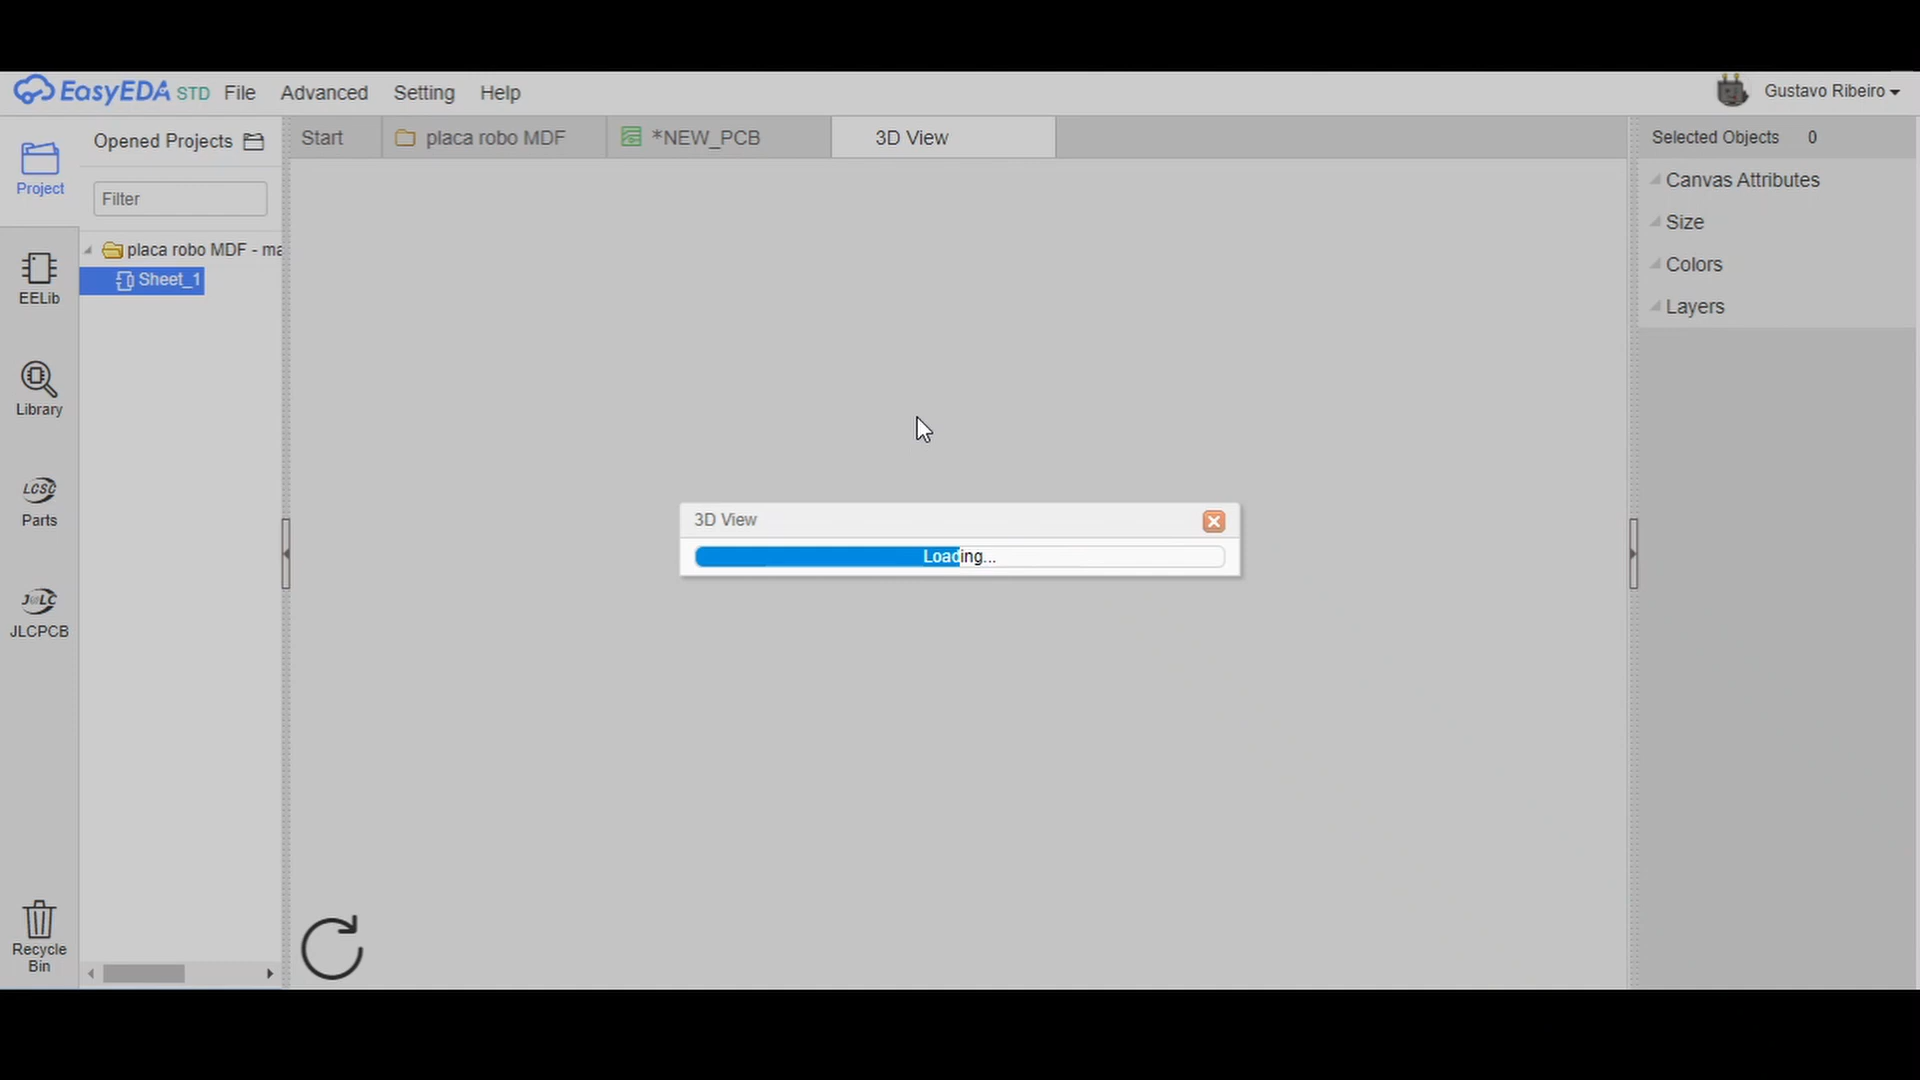 EasyEDA STD File Advanced Setting Help Gustavo Ribeiro
Opened Projects Start placa robo MDF *NEW_PCB 3D View Selected Objects 0
Project
Filter
placa robo MDF - ma
Sheet_1
EELib
Library
LCSC
Parts
JLC
JLCPCB
Recycle
Bin
3D View
Loading...
Canvas Attributes
Size
Colors
Layers